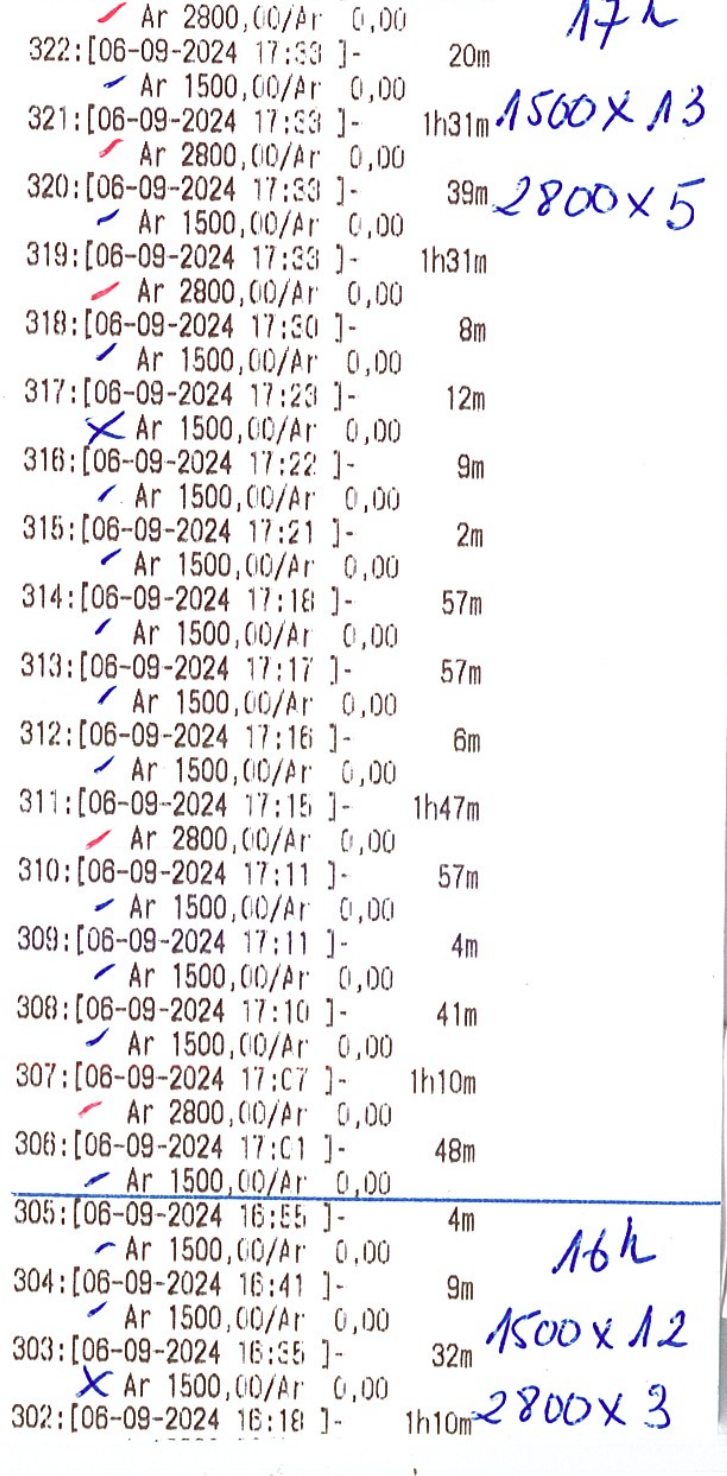 Ar 2800,00/Ar 0,00
17h
322:[06-09-2024 17:33 ]- 20m
Ar 1500,00/Ar 0,00
321:[06-09-2024 17:33 ]- 1h31m
1500 x 13
Ar 2800,00/Ar 0,00
320:[06-09-2024 17:33 ]- 39m
2800 x 5
Ar 1500,00/Ar 0,00
319:[06-09-2024 17:33 ]- 1h31m
Ar 2800,00/Ar 0,00
318:[06-09-2024 17:30 ]- 8m
Ar 1500,00/Ar 0,00
317:[06-09-2024 17:23 ]- 12m
Ar 1500,00/Ar 0,00
316:[06-09-2024 17:22 ]- 9m
Ar 1500,00/Ar 0,00
315:[06-09-2024 17:21 ]- 2m
Ar 1500,00/Ar 0,00
314:[06-09-2024 17:18 ]- 57m
Ar 1500,00/Ar 0,00
313:[06-09-2024 17:17 ]- 57m
Ar 1500,00/Ar 0,00
312:[06-09-2024 17:16 ]- 6m
Ar 1500,00/Ar 0,00
311:[06-09-2024 17:15 ]- 1h47m
Ar 2800,00/Ar 0,00
310:[06-09-2024 17:11 ]- 57m
Ar 1500,00/Ar 0,00
309:[06-09-2024 17:11 ]- 4m
Ar 1500,00/Ar 0,00
308:[06-09-2024 17:10 ]- 41m
Ar 1500,00/Ar 0,00
307:[06-09-2024 17:07 ]- 1h10m
Ar 2800,00/Ar 0,00
306:[06-09-2024 17:01 ]- 48m
Ar 1500,00/Ar 0,00
305:[06-09-2024 16:55 ]- 4m
Ar 1500,00/Ar 0,00
16h
304:[06-09-2024 16:41 ]- 9m
Ar 1500,00/Ar 0,00
1500 x 12
303:[06-09-2024 16:35 ]- 32m
Ar 1500,00/Ar 0,00
302:[06-09-2024 16:18 ]- 1h10m
2800 x 3